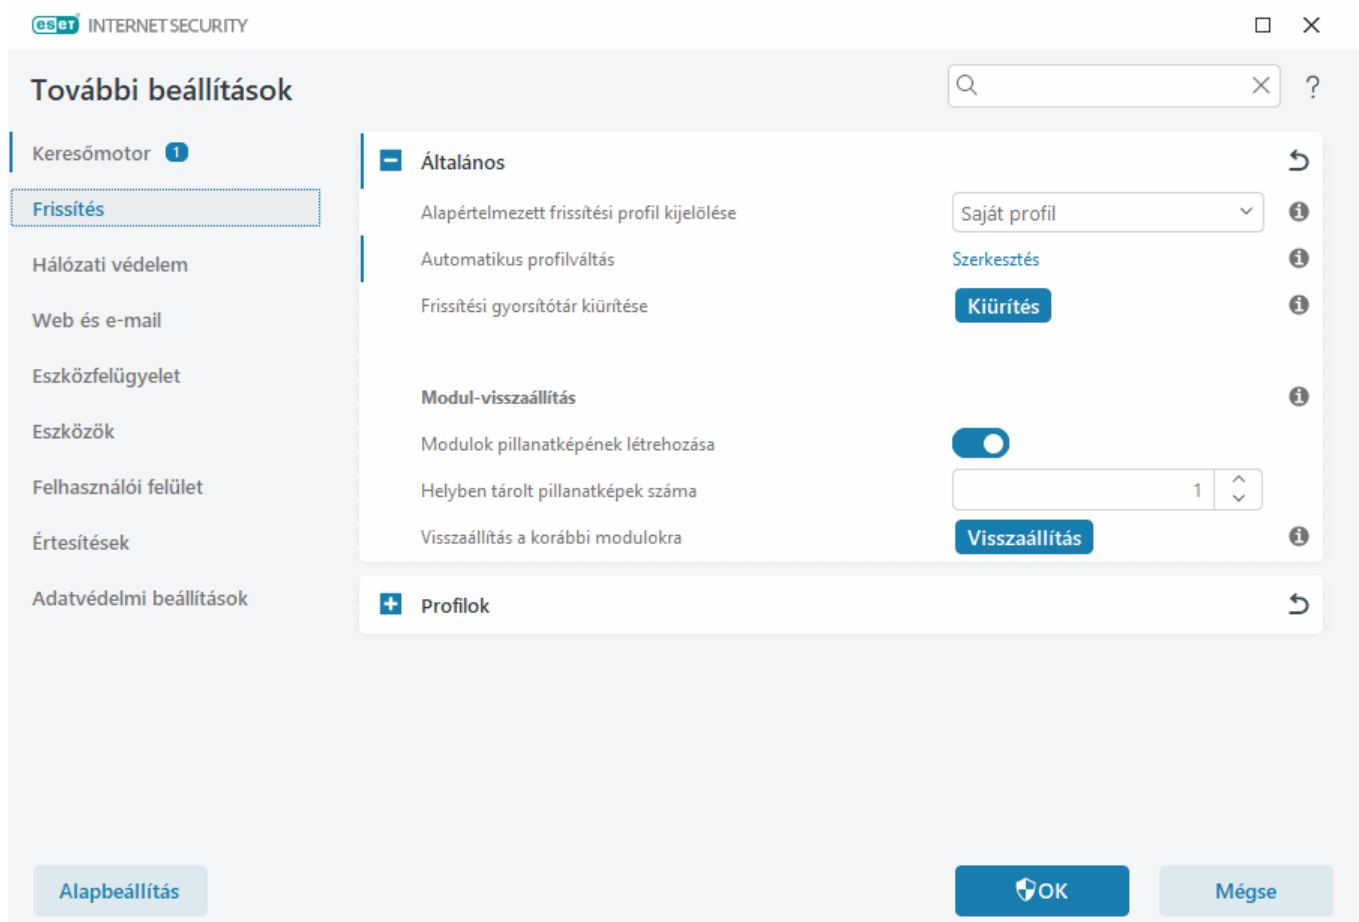 eset INTERNET SECURITY
További beállítások
?
Keresőmotor 1
Frissítés
Hálózati védelem
Web és e-mail
Eszközfelügyelet
Eszközök
Felhasználói felület
Értesítések
Adatvédelmi beállítások
Általános
Alapértelmezett frissítési profil kijelölése Saját profil
Automatikus profilváltás Szerkesztés
Frissítési gyorsítótár kiürítése Kiürítés
Modul-visszaállítás
Modulok pillanatképének létrehozása
Helyben tárolt pillanatképek száma 1
Visszaállítás a korábbi modulokra Visszaállítás
Profilok
Alapbeállítás OK Mégse